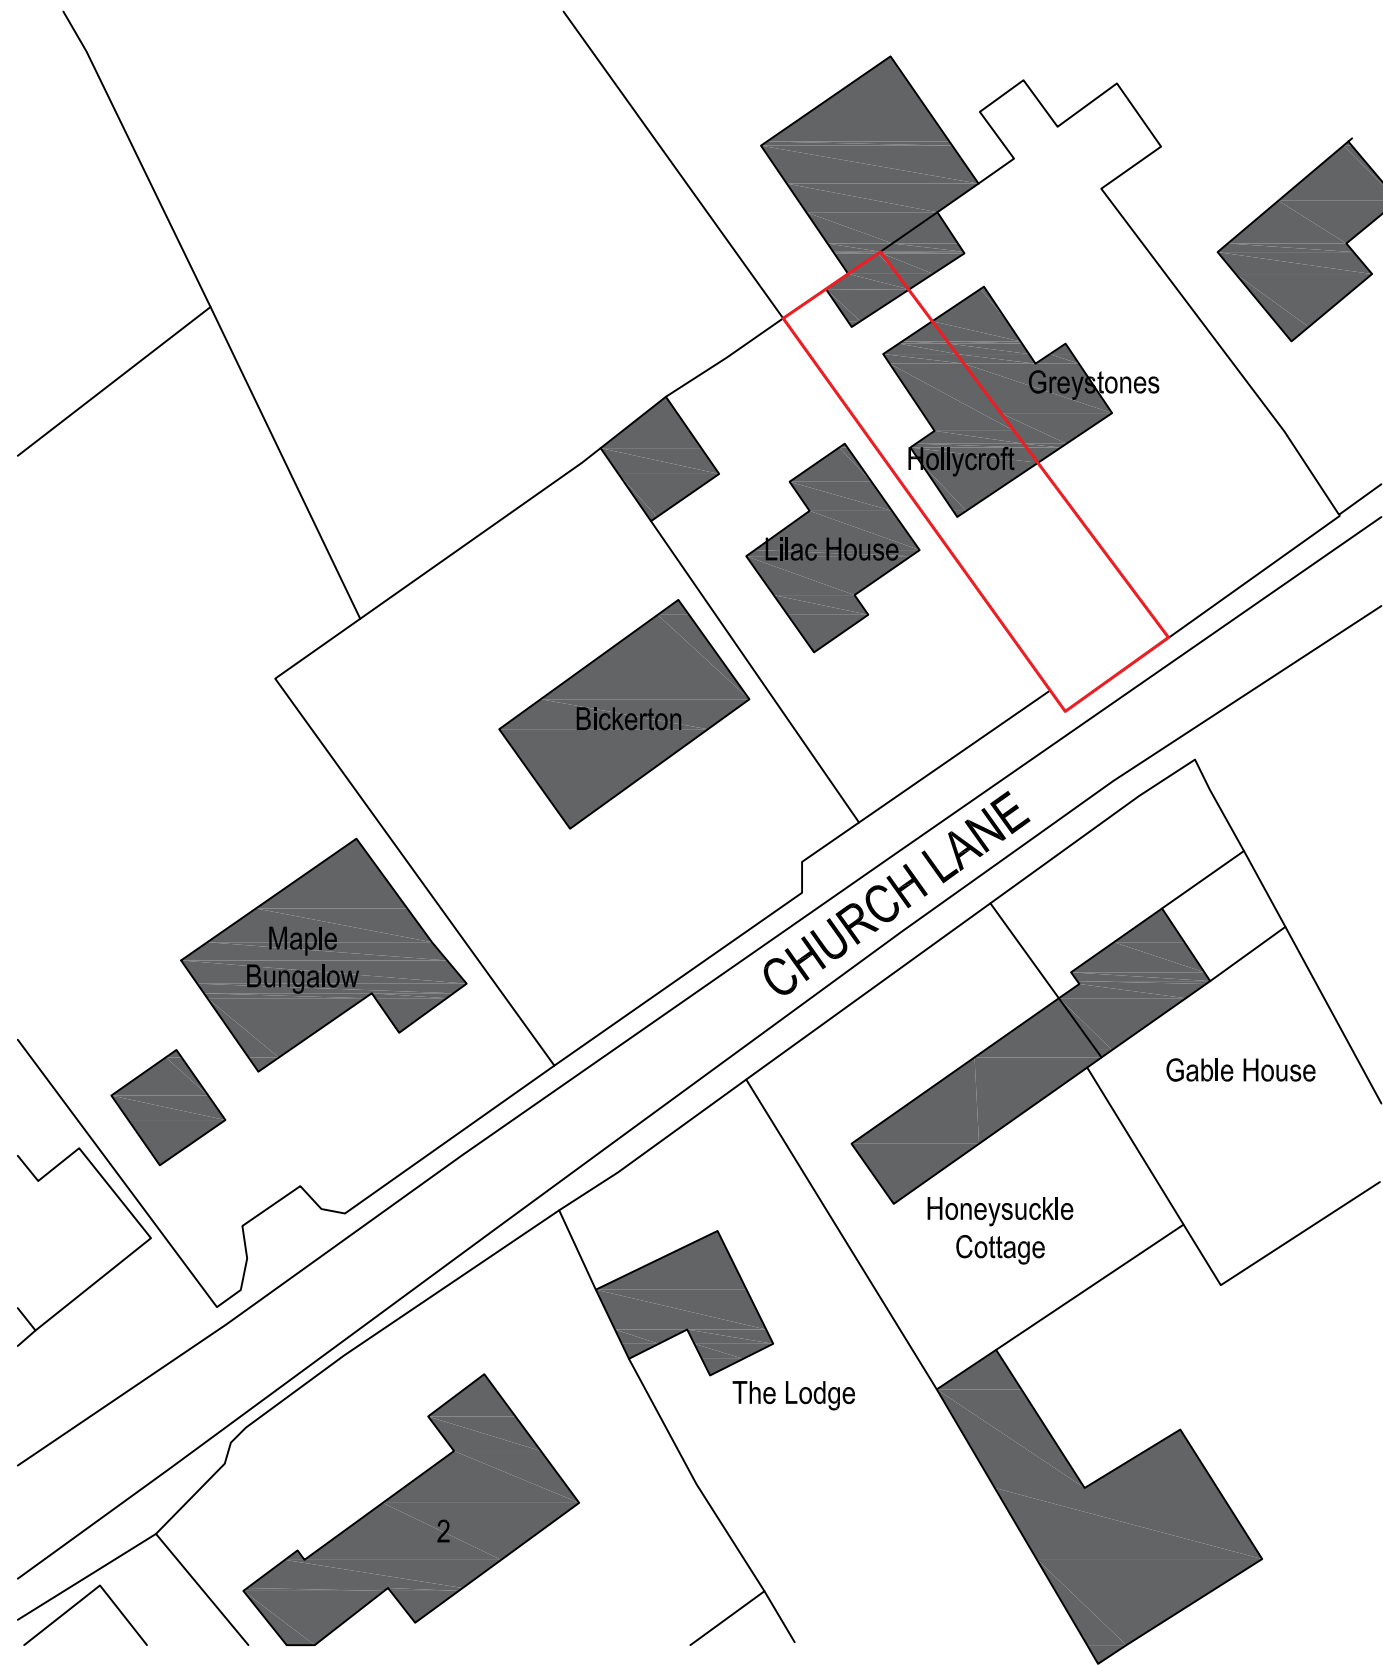 Greystones
Hollycroft
Lilac House
Bickerton
CHURCH LANE
Maple
Bungalow
Gable House
Honeysuckle
Cottage
The Lodge
2